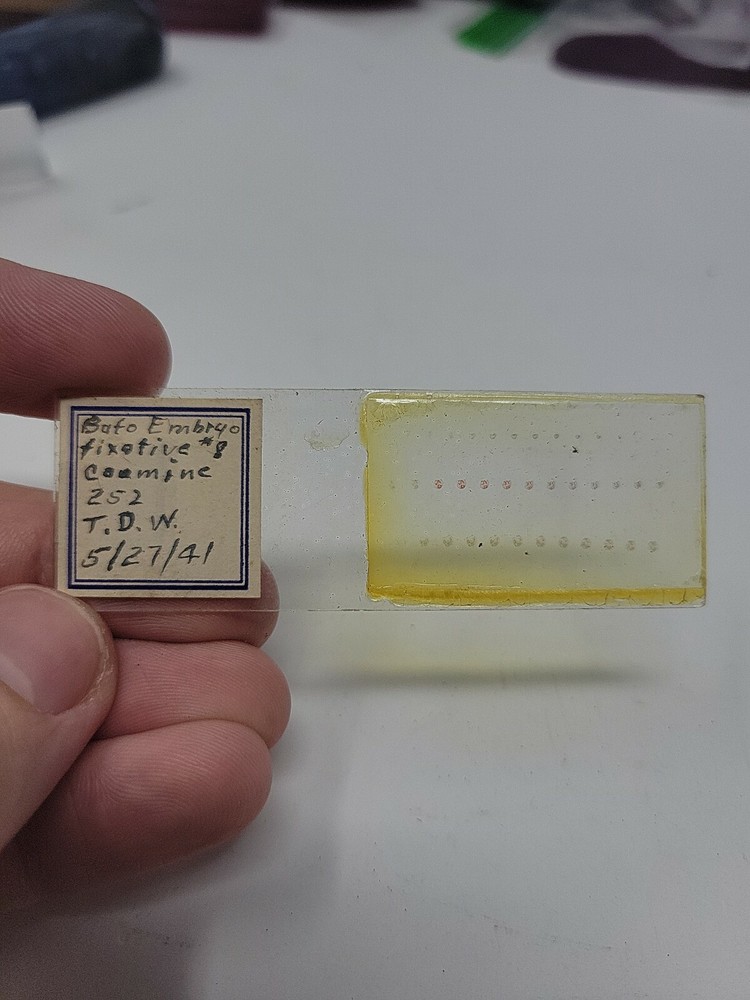 Bufo Embryo
fixative #8
Carmine
252
T.D.W.
5/27/41